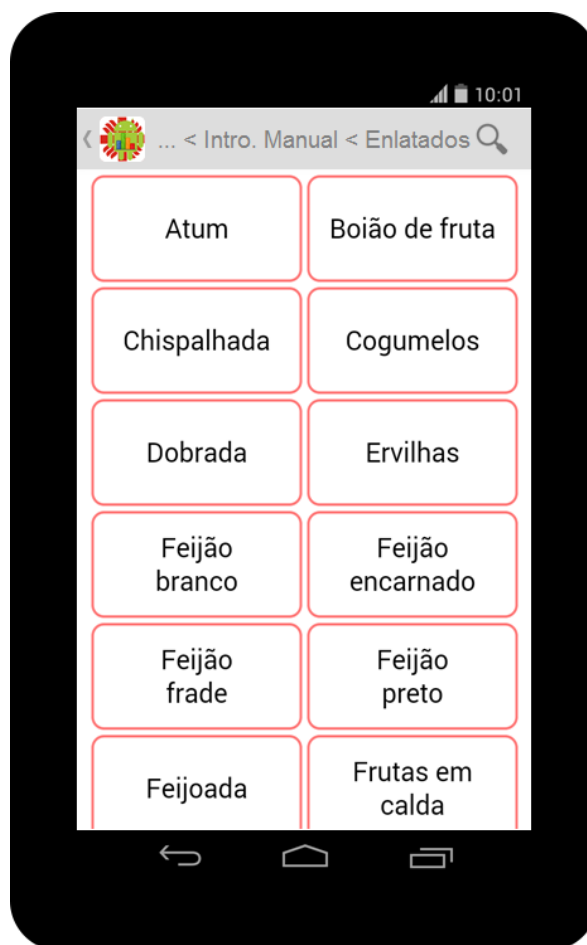 10:01
... < Intro. Manual < Enlatados
Atum
Boião de fruta
Chispalhada
Cogumelos
Dobrada
Ervilhas
Feijão
branco
Feijão
encarnado
Feijão
frade
Feijão
preto
Feijoada
Frutas em
calda